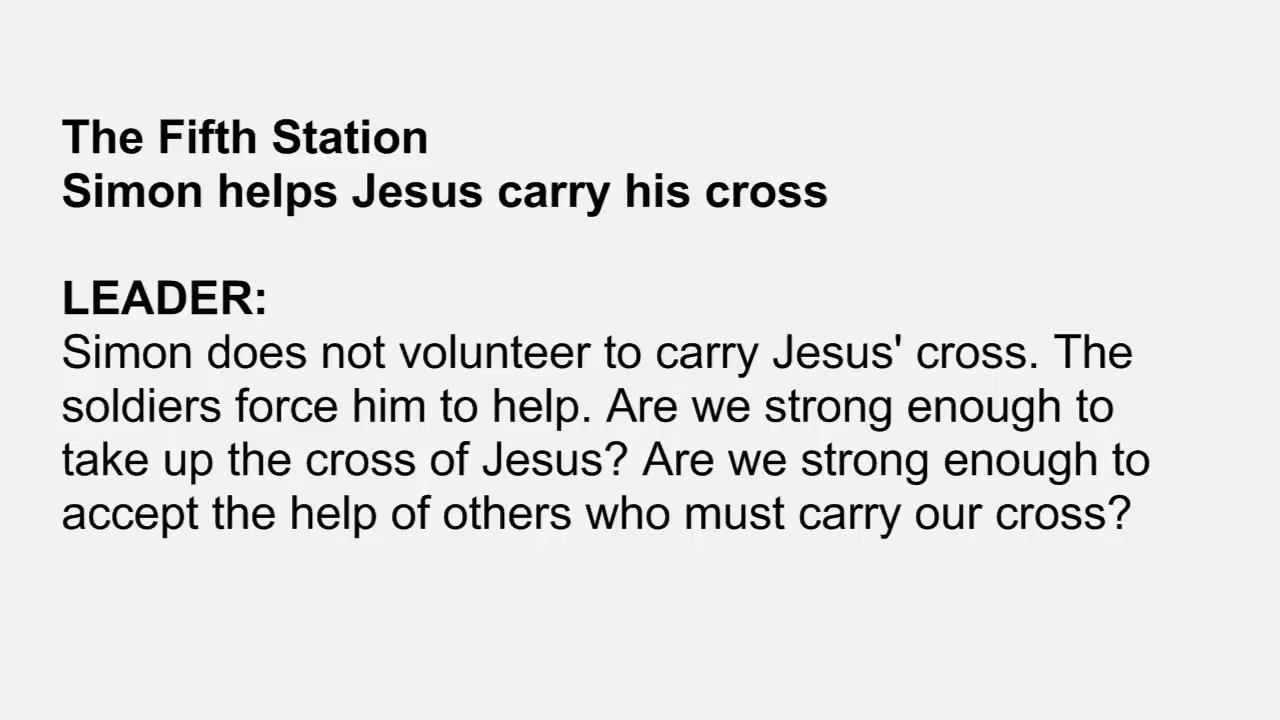 The Fifth Station
Simon helps Jesus carry his cross
LEADER:
Simon does not volunteer to carry Jesus' cross. The
soldiers force him to help. Are we strong enough to
take up the cross of Jesus? Are we strong enough to
accept the help of others who must carry our cross?